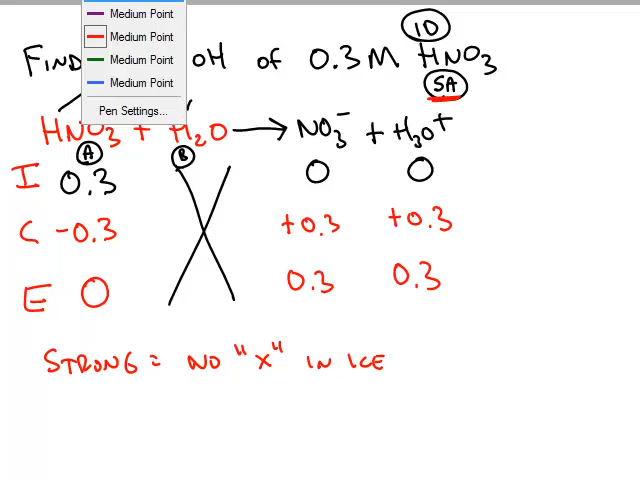 Medium Point
Medium Point
Medium Point
Medium Point
Pen Settings...
10
FIND pH of 0.3M HNO3
SA
HNO3 + H2O → NO3- + H3O+
A B
I 0.3 0 0
C -0.3 +0.3 +0.3
E 0 0.3 0.3
STRONG = NO "X" IN ICE